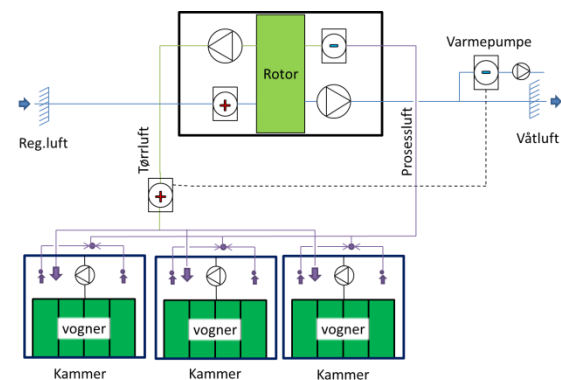 Varmepumpe
Rotor
Reg.luft
Tørrluft
Prosessluft
Våtluft
vogner
vogner
vogner
Kammer
Kammer
Kammer